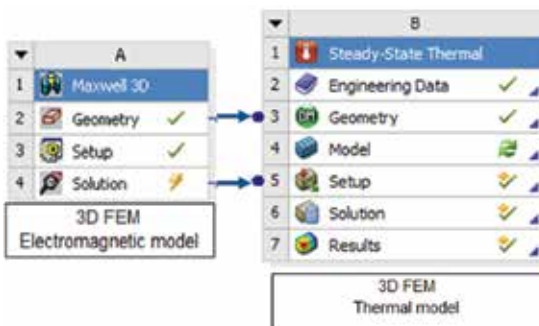 A
1 Maxwell 3D
2 Geometry
3 Setup
4 Solution
3D FEM
Electromagnetic model
B
1 Steady-State Thermal
2 Engineering Data
3 Geometry
4 Model
5 Setup
6 Solution
7 Results
3D FEM
Thermal model